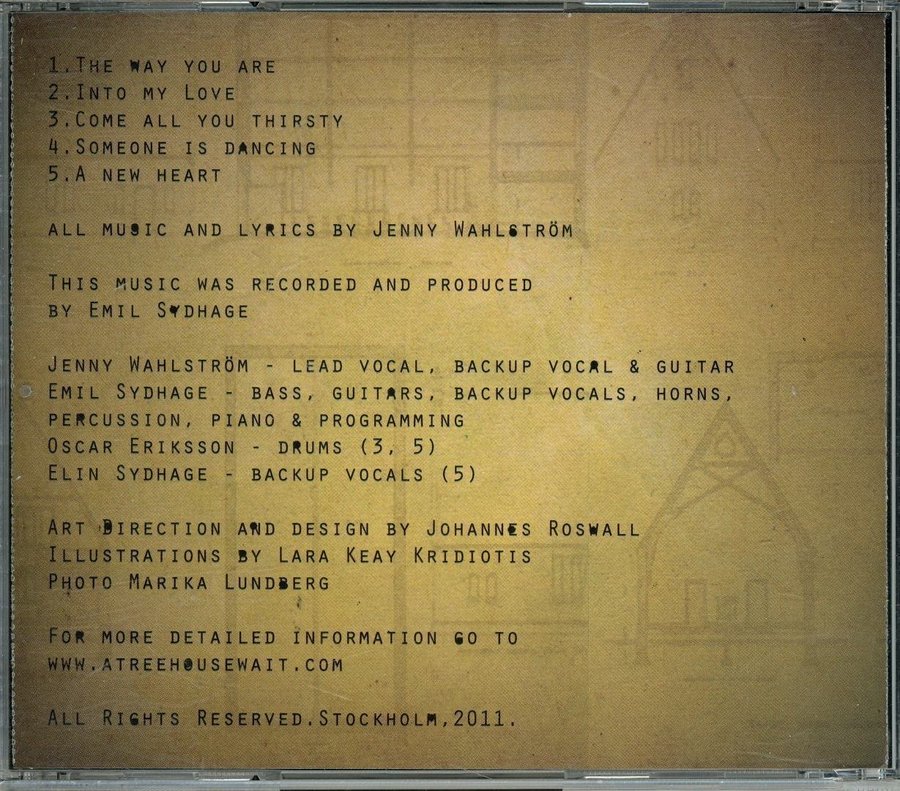 1.The way you are
2.Into my Love
3.Come all you thirsty
4.Someone is dancing
5.A new heart
all music and lyrics by Jenny Wahlström
This music was recorded and produced
by Emil Sydhage
Jenny Wahlström - lead vocal, backup vocal & guitar
Emil Sydhage - bass, guitars, backup vocals, horns,
percussion, piano & programming
Oscar Eriksson - drums (3, 5)
Elin Sydhage - backup vocals (5)
Art Direction and design by Johannes Roswall
Illustrations by Lara Keay Kridiotis
Photo Marika Lundberg
For more detailed information go to
www.atreehousewait.com
All Rights Reserved.Stockholm,2011.